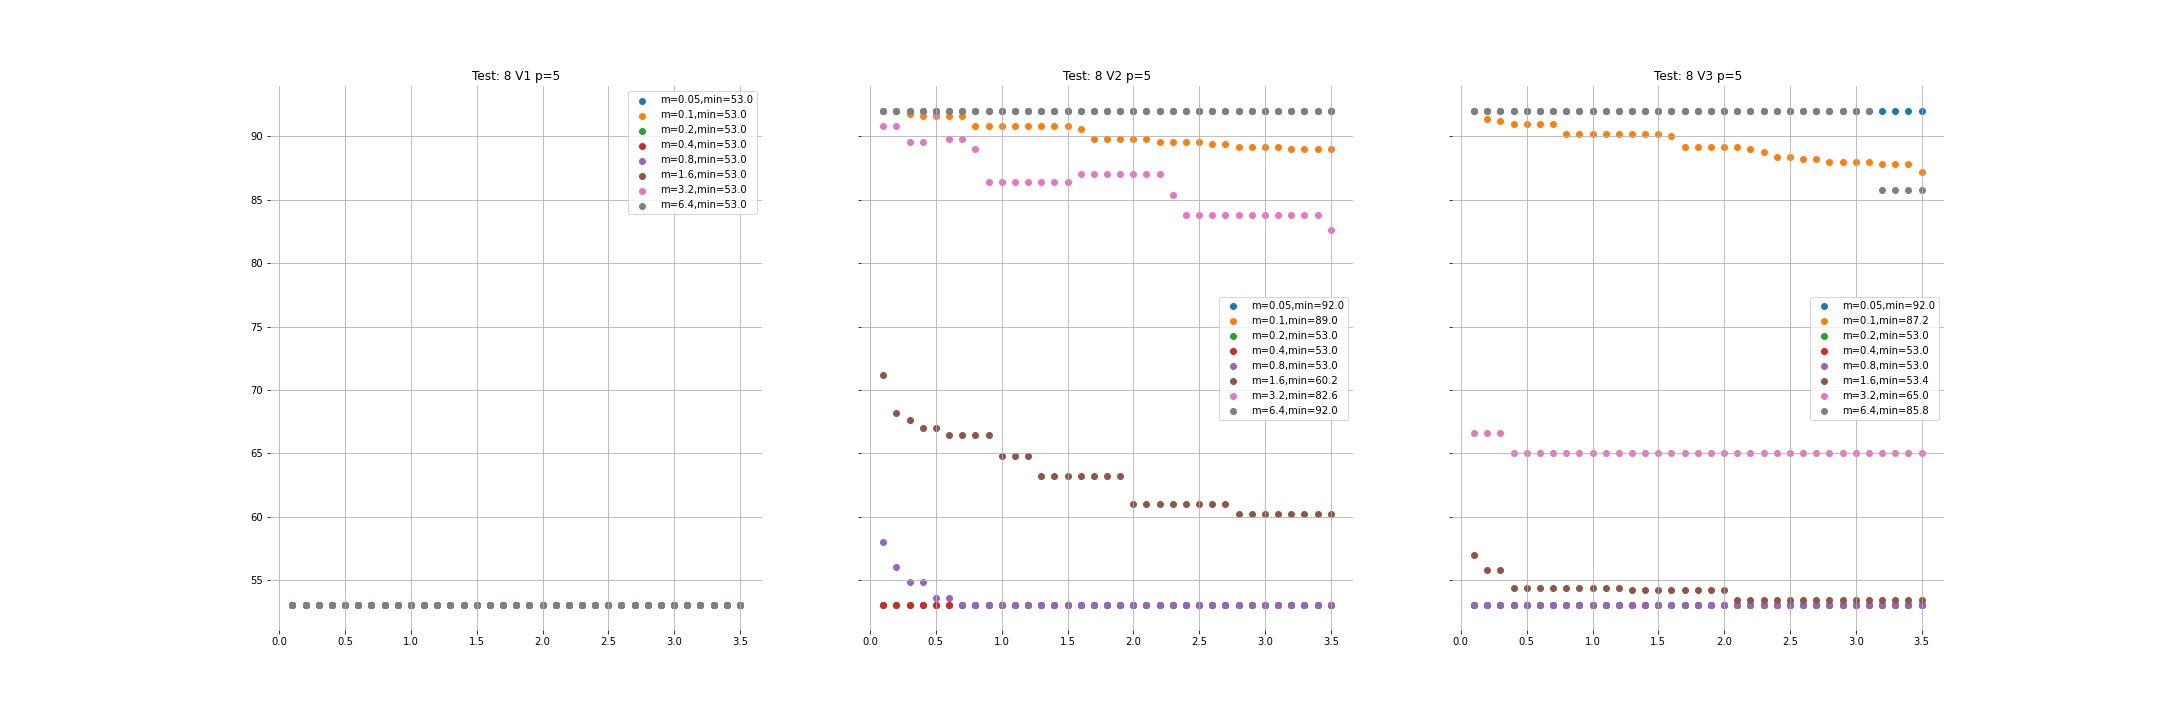 Test: 8 V1 p=5
90
85
80
75
70
65
60
55
0.0 0.5 1.0 1.5 2.0 2.5 3.0 3.5
m=0.05,min=53.0
m=0.1,min=53.0
m=0.2,min=53.0
m=0.4,min=53.0
m=0.8,min=53.0
m=1.6,min=53.0
m=3.2,min=53.0
m=6.4,min=53.0
Test: 8 V2 p=5
0.0 0.5 1.0 1.5 2.0 2.5 3.0 3.5
m=0.05,min=92.0
m=0.1,min=89.0
m=0.2,min=53.0
m=0.4,min=53.0
m=0.8,min=53.0
m=1.6,min=60.2
m=3.2,min=82.6
m=6.4,min=92.0
Test: 8 V3 p=5
0.0 0.5 1.0 1.5 2.0 2.5 3.0 3.5
m=0.05,min=92.0
m=0.1,min=87.2
m=0.2,min=53.0
m=0.4,min=53.0
m=0.8,min=53.0
m=1.6,min=53.4
m=3.2,min=65.0
m=6.4,min=85.8